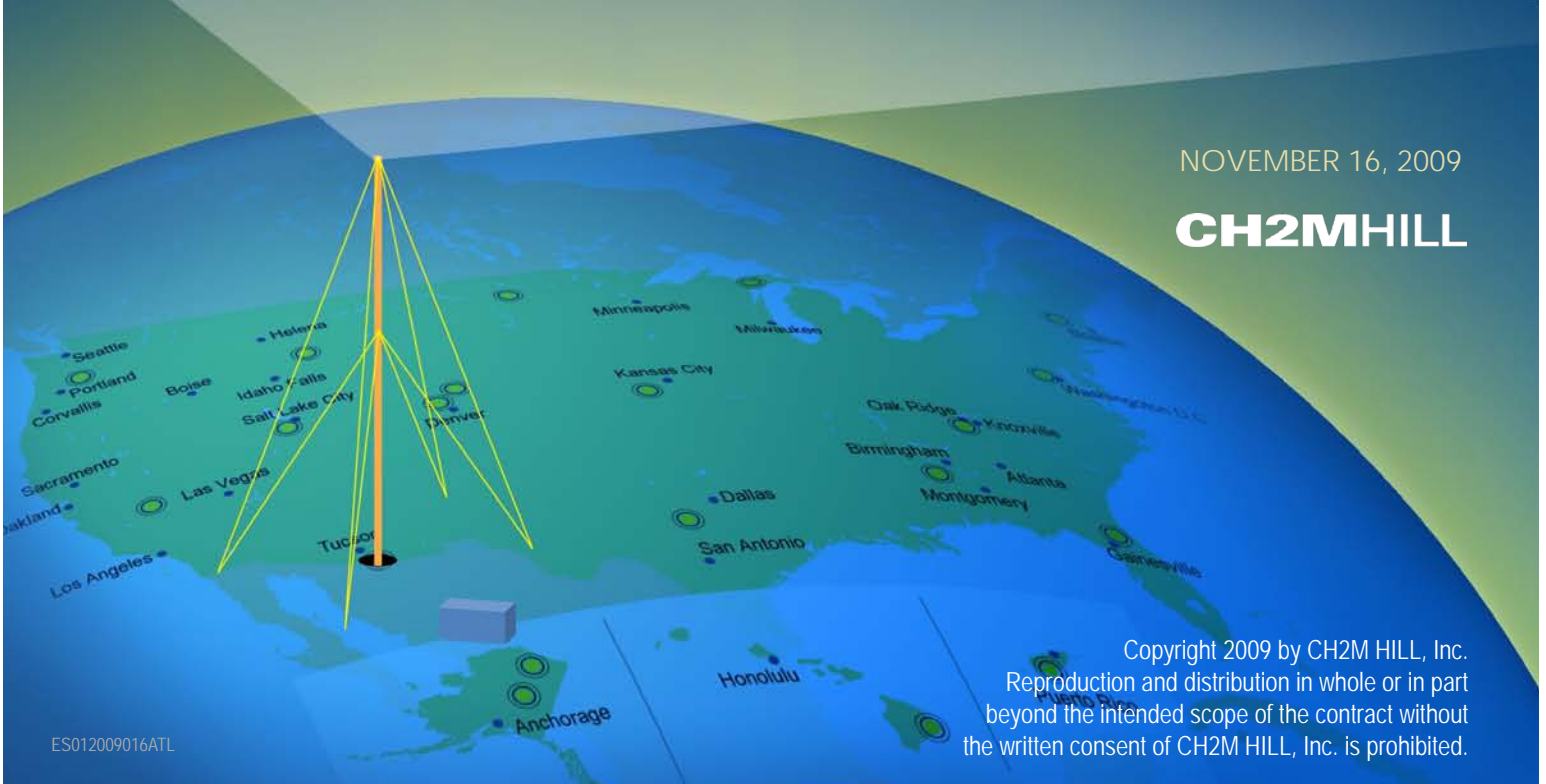 NOVEMBER 16, 2009
CH2MHILL
Minneapolis
Helena
Milwaukee
Seattle
Kansas City
Portland
Boise
Idaho Falls
Corvallis
Salt Lake City
Denver
Washington D.C.
Oak Ridge
Knoxville
Birmingham
Sacramento
Las Vegas
Atlanta
Dallas
Montgomery
Oakland
Tucson
San Antonio
Los Angeles
Gainesville
Honolulu
Puerto Rico
Anchorage
Copyright 2009 by CH2M HILL, Inc.
Reproduction and distribution in whole or in part
beyond the intended scope of the contract without
the written consent of CH2M HILL, Inc. is prohibited.
ES012009016ATL